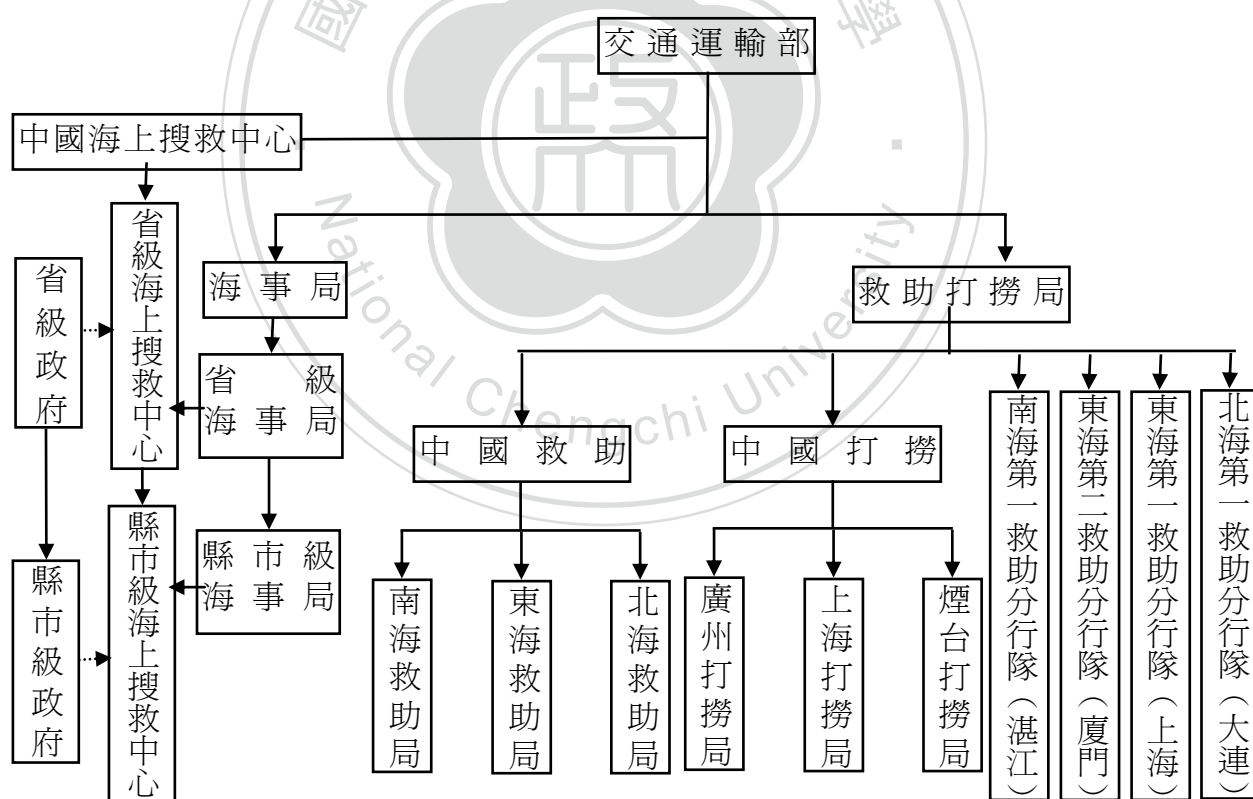 交通運輸部
中國海上搜救中心
省級海上搜救中心
省級政府
海事局
救助打撈局
省級
海事局
中國救助
中國打撈
南海第一救助分行隊（湛江）
東海第二救助分行隊（廈門）
東海第一救助分行隊（上海）
北海第一救助分行隊（大連）
縣市級政府
縣市級海上搜救中心
縣市級
海事局
南海救助局
東海救助局
北海救助局
廣州打撈局
上海打撈局
煙台打撈局
國
學
政
National Chengchi University